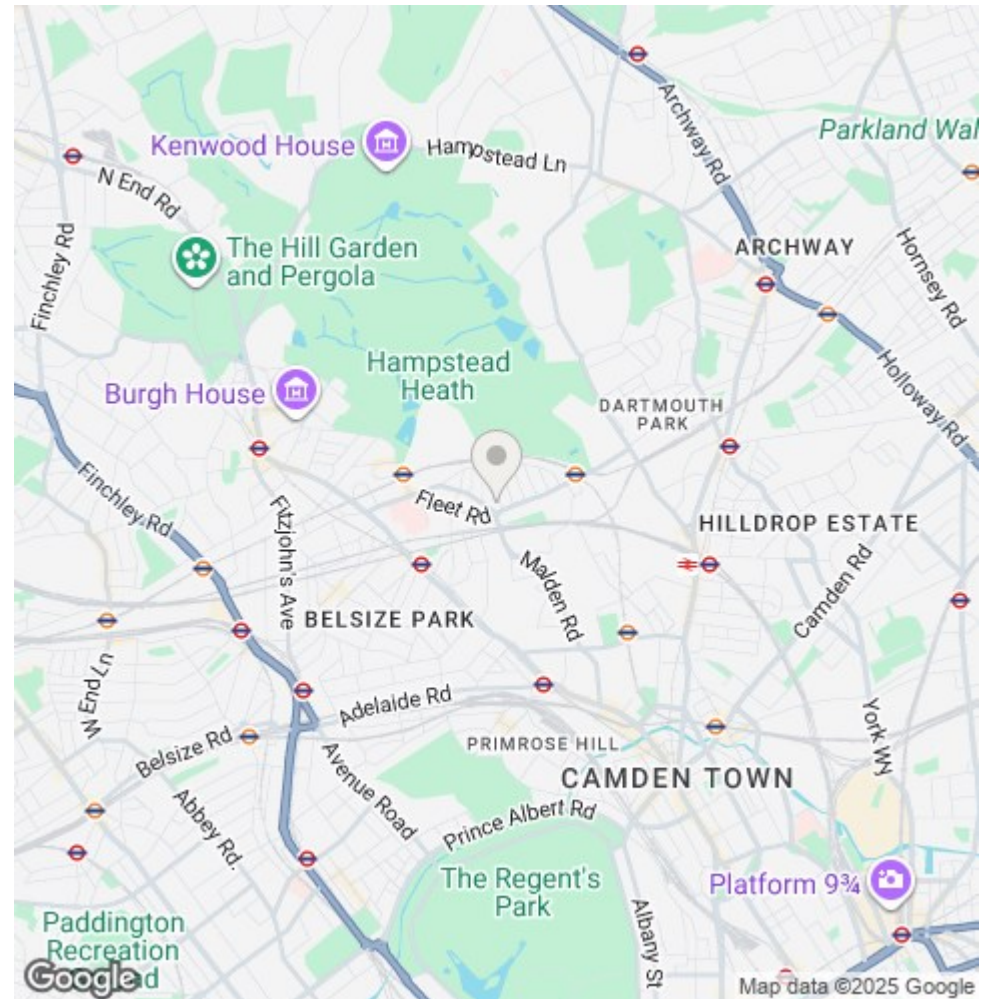 Parkland Wal
Kenwood House
Hampstead Ln
Archway Rd
N End Rd
ARCHWAY
The Hill Garden
and Pergola
Hornsey Rd
Finchley Rd
Hampstead
Heath
Holloway Rd
Burgh House
DARTMOUTH
PARK
Finchley Rd
Fitzjohn's Ave
Fleet Rd
HILLDROP ESTATE
Malden Rd
Camden Rd
BELSIZE PARK
W End Ln
Adelaide Rd
York WY
Belsize Rd
PRIMROSE HILL
Avenue Road
CAMDEN TOWN
Abbey Rd.
Prince Albert Rd
The Regent's
Park
Platform 9¾
Albany St
Paddington
Recreation
d
Google
Map data ©2025 Google